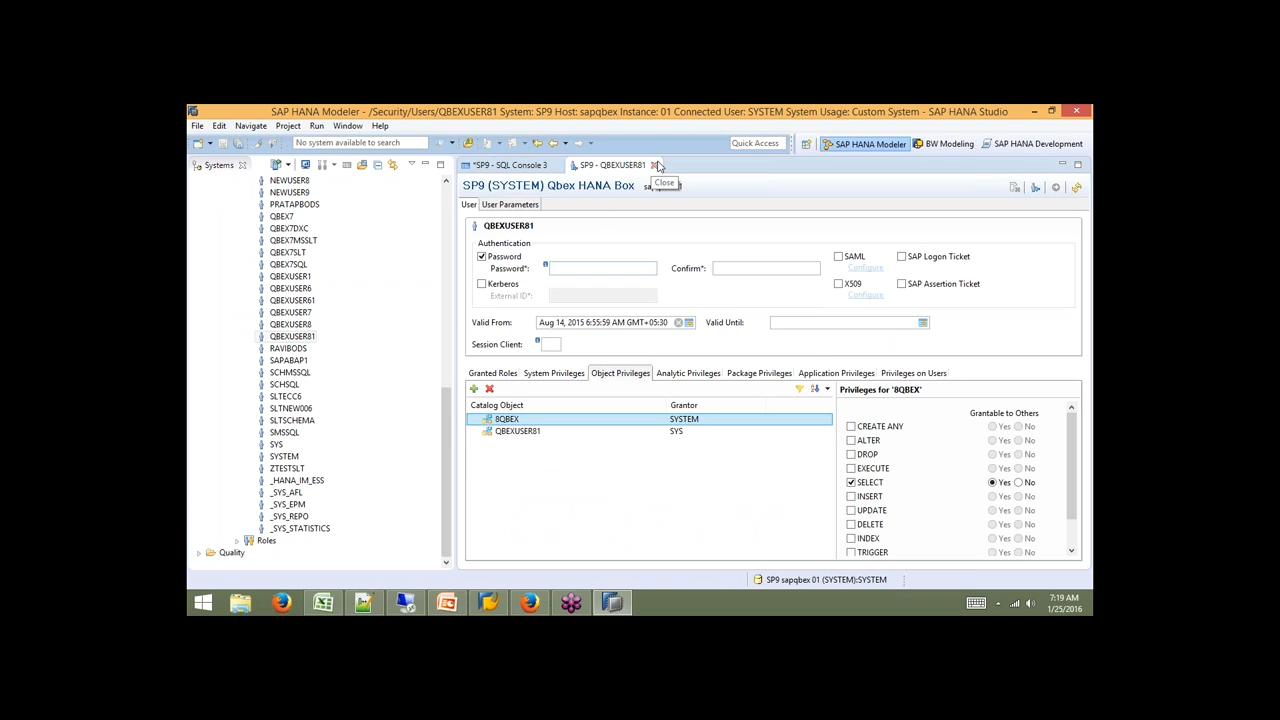 SAP HANA Modeler - /Security/Users/QBEXUSER81 System: SP9 Host: sapqbex Instance: 01 Connected User: SYSTEM System Usage: Custom System - SAP HANA Studio
File Edit Navigate Project Run Window Help
No system available to search
Quick Access
SAP HANA Modeler
BW Modeling
SAP HANA Development
Systems
NEWUSER8
NEWUSER9
PRATAPBODS
QBEX7
QBEX7DXC
QBEX7MSSLT
QBEX7SLT
QBEX7SQL
QBEXUSER1
QBEXUSER6
QBEXUSER61
QBEXUSER7
QBEXUSER8
QBEXUSER81
RAVIBODS
SAPABAP1
SCHMSSQL
SCHSQL
SLTECC6
SLTNEW006
SLTSCHEMA
SMSSQL
SYS
SYSTEM
ZTESTSLT
_HANA_IM_ESS
_SYS_AFL
_SYS_EPM
_SYS_REPO
_SYS_STATISTICS
Roles
Quality
*SP9 - SQL Console 3
SP9 - QBEXUSER81
Close
SP9 (SYSTEM) Qbex HANA Box
User User Parameters
QBEXUSER81
Authentication
Password
Password*:
Confirm*:
Kerberos
External ID*:
SAML
Configure
X509
Configure
SAP Logon Ticket
SAP Assertion Ticket
Valid From: Aug 14, 2015 6:55:59 AM GMT+05:30
Valid Until:
Session Client:
Granted Roles System Privileges Object Privileges Analytic Privileges Package Privileges Application Privileges Privileges on Users
Catalog Object Grantor
8QBEX SYSTEM
QBEXUSER81 SYS
Privileges for '8QBEX'
Grantable to Others
CREATE ANY Yes No
ALTER Yes No
DROP Yes No
EXECUTE Yes No
SELECT Yes No
INSERT Yes No
UPDATE Yes No
DELETE Yes No
INDEX Yes No
TRIGGER Yes No
SP9 sapqbex 01 (SYSTEM):SYSTEM
7:19 AM
1/25/2016